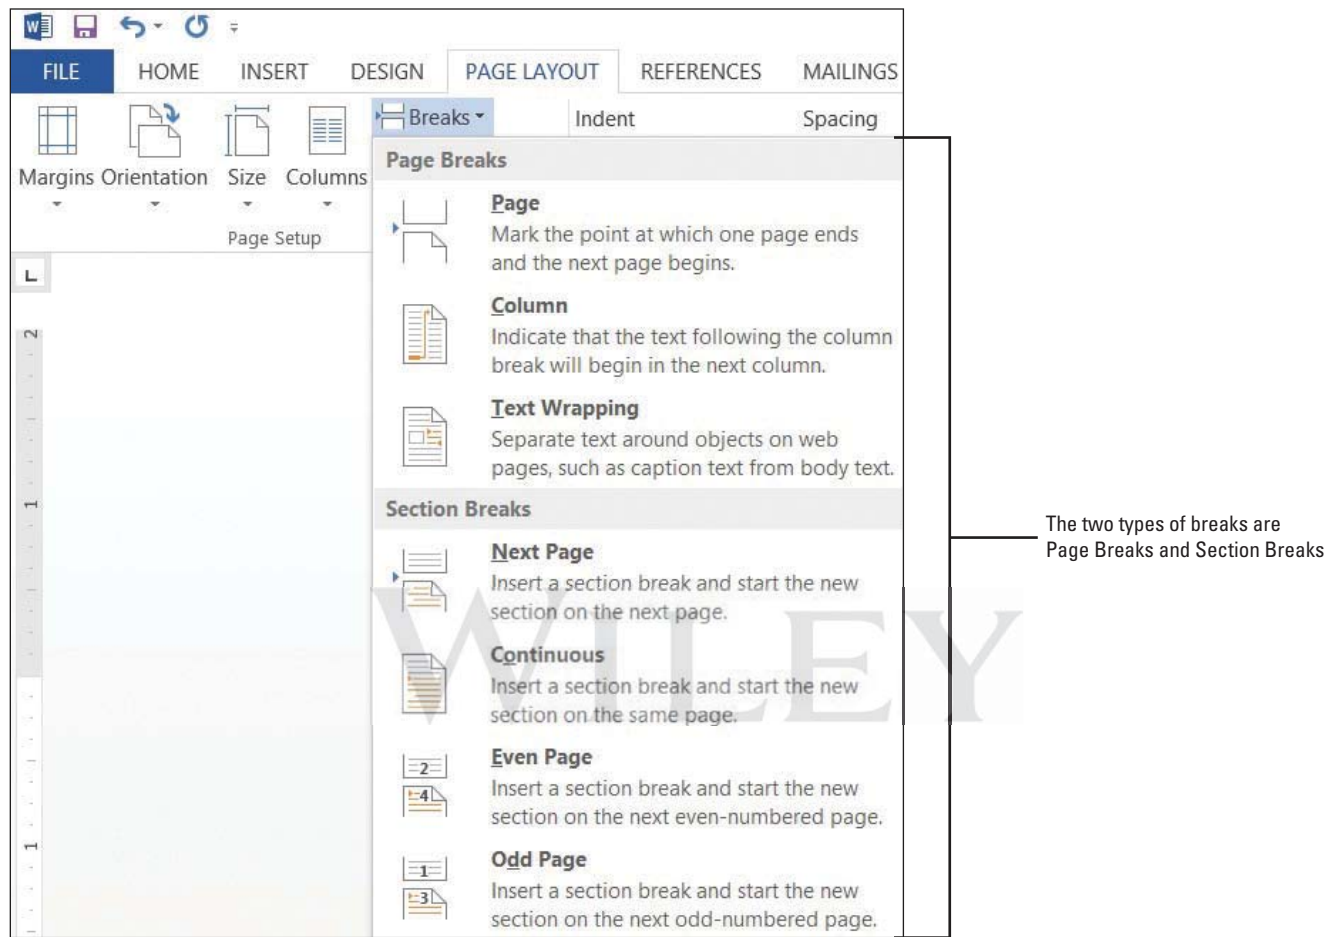 FILE HOME INSERT DESIGN PAGE LAYOUT REFERENCES MAILINGS
Breaks Indent Spacing
Margins Orientation Size Columns
Page Setup
Page Breaks
Page
Mark the point at which one page ends
and the next page begins.
Column
Indicate that the text following the column
break will begin in the next column.
Text Wrapping
Separate text around objects on web
pages, such as caption text from body text.
Section Breaks
Next Page
Insert a section break and start the new
section on the next page.
Continuous
Insert a section break and start the new
section on the same page.
2
4
Even Page
Insert a section break and start the new
section on the next even-numbered page.
1
3
Odd Page
Insert a section break and start the new
section on the next odd-numbered page.
L
2
1
1
The two types of breaks are
Page Breaks and Section Breaks
WILEY